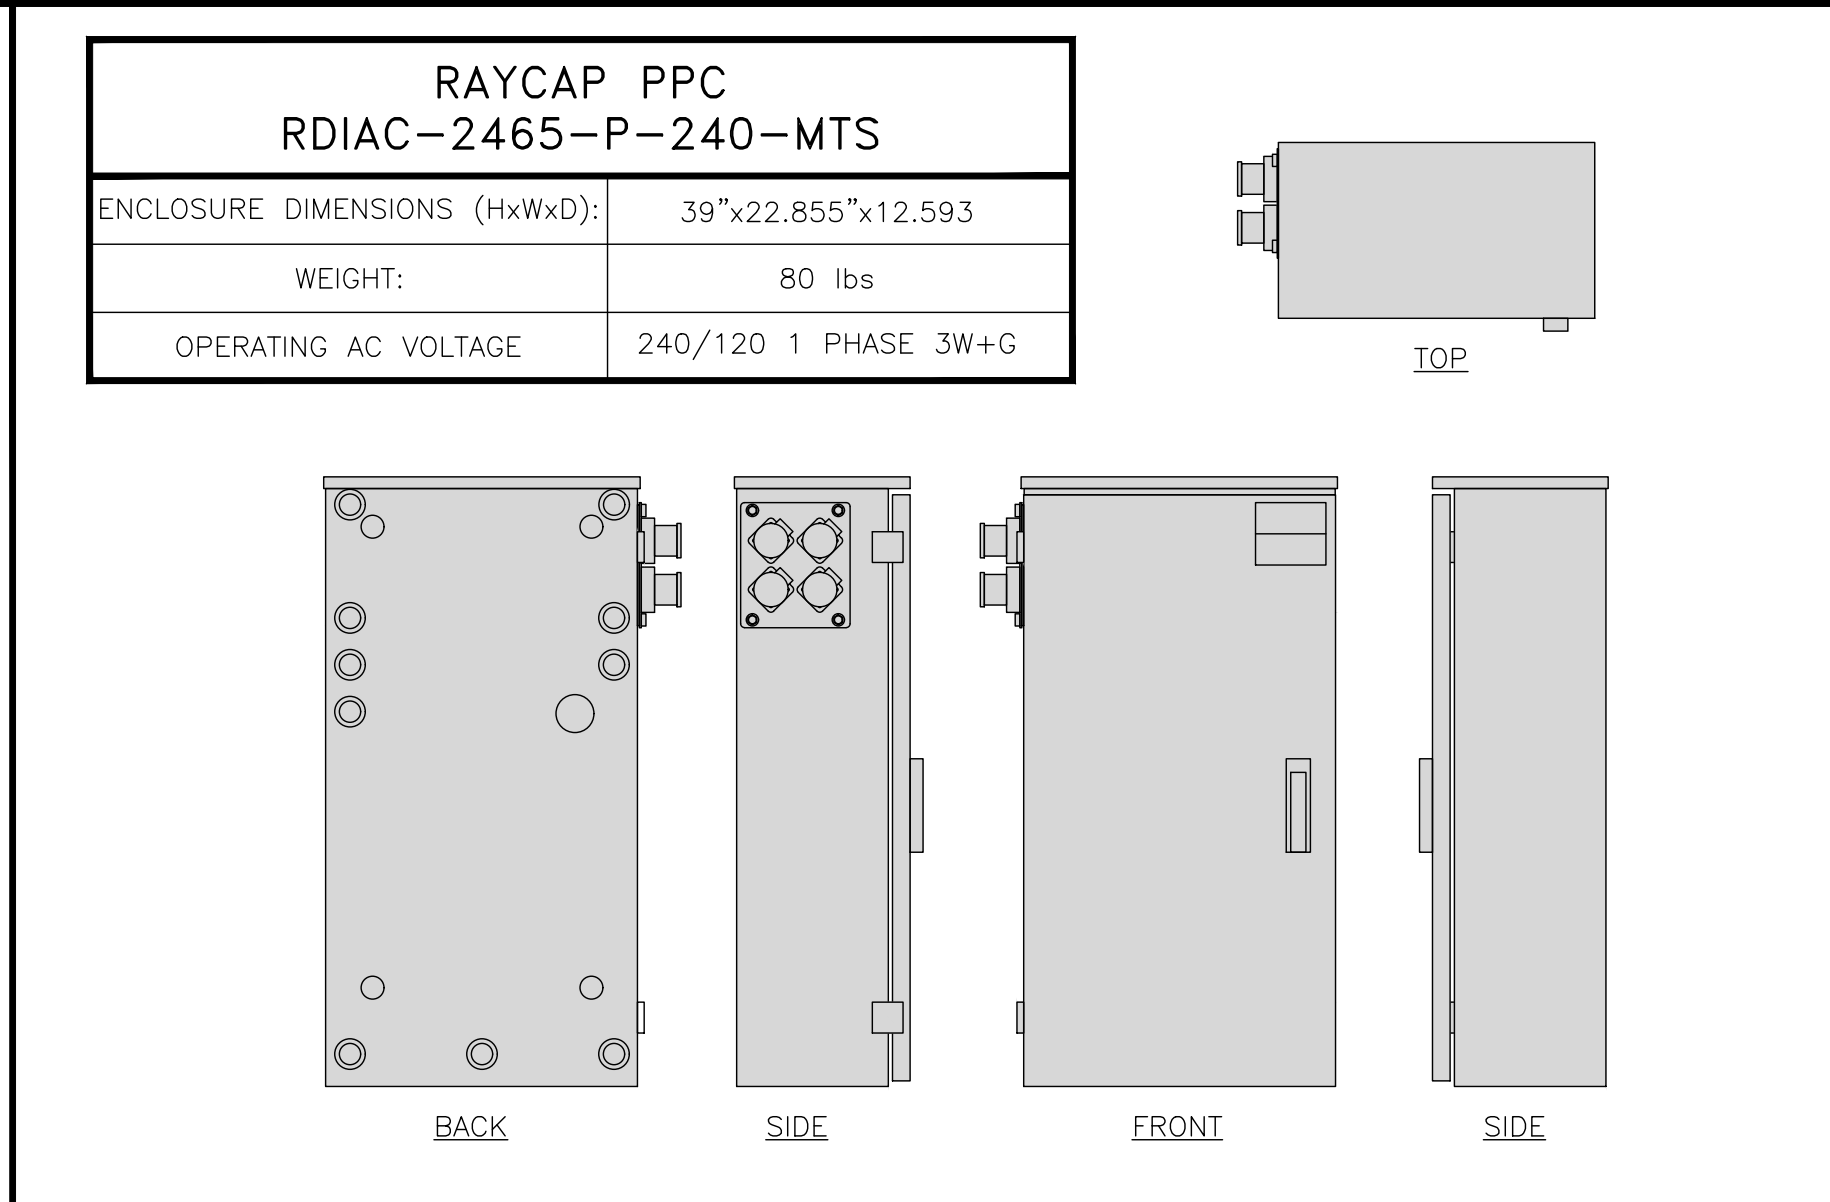 RAYCAP PPC
RDIAC-2465-P-240-MTS
ENCLOSURE DIMENSIONS (HxWxD): 39"x22.855"x12.593
WEIGHT: 80 lbs
OPERATING AC VOLTAGE 240/120 1 PHASE 3W+G
TOP
BACK SIDE FRONT SIDE